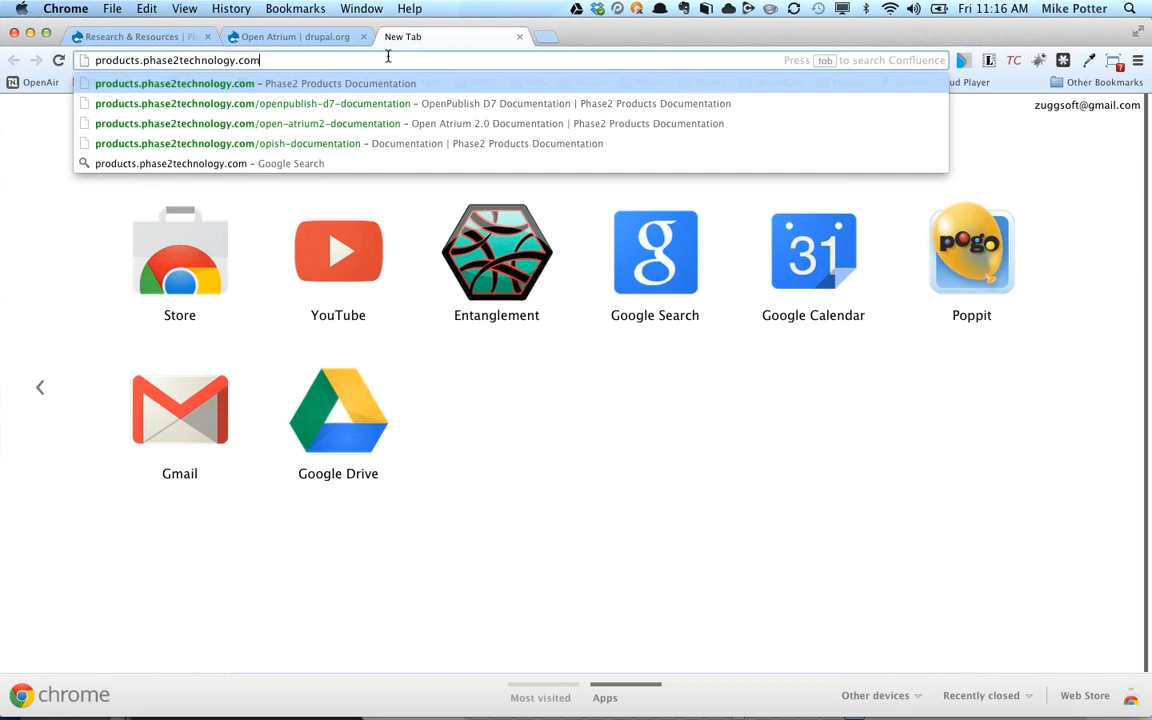 Chrome File Edit View History Bookmarks Window Help Fri 11:16 AM Mike Potter
Research & Resources | Open Atrium | drupal.org New Tab
products.phase2technology.com Press tab to search Confluence TC 7
OpenAir Player Other Bookmarks
products.phase2technology.com – Phase2 Products Documentation
products.phase2technology.com/openpublish-d7-documentation – OpenPublish D7 Documentation | Phase2 Products Documentation
products.phase2technology.com/open-atrium2-documentation – Open Atrium 2.0 Documentation | Phase2 Products Documentation
products.phase2technology.com/opish-documentation – Documentation | Phase2 Products Documentation
products.phase2technology.com – Google Search
zuggsoft@gmail.com
g 31 pogo
Store YouTube Entanglement Google Search Google Calendar Poppit
Gmail Google Drive
chrome Most visited Apps Other devices Recently closed Web Store